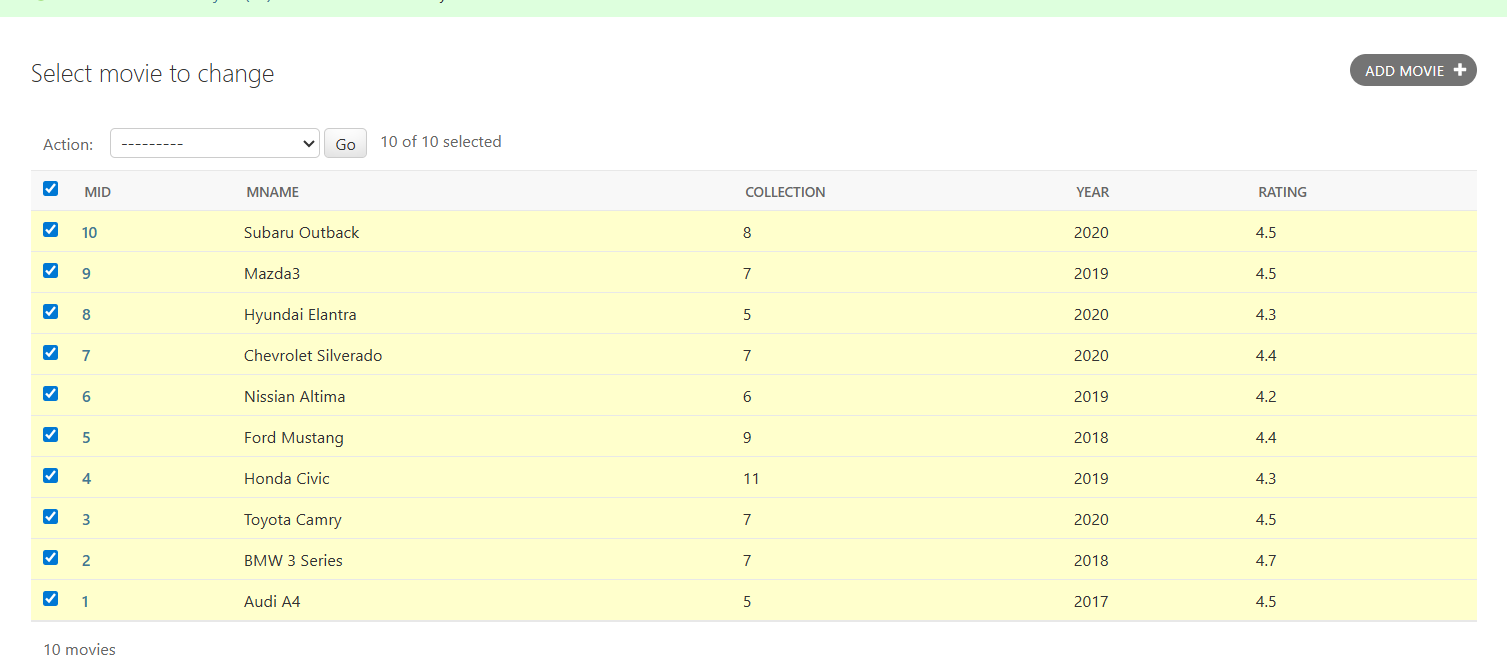 Select movie to change
ADD MOVIE +
Action: --------- Go 10 of 10 selected
MID MNAME COLLECTION YEAR RATING
10 Subaru Outback 8 2020 4.5
9 Mazda3 7 2019 4.5
8 Hyundai Elantra 5 2020 4.3
7 Chevrolet Silverado 7 2020 4.4
6 Nissian Altima 6 2019 4.2
5 Ford Mustang 9 2018 4.4
4 Honda Civic 11 2019 4.3
3 Toyota Camry 7 2020 4.5
2 BMW 3 Series 7 2018 4.7
1 Audi A4 5 2017 4.5
10 movies